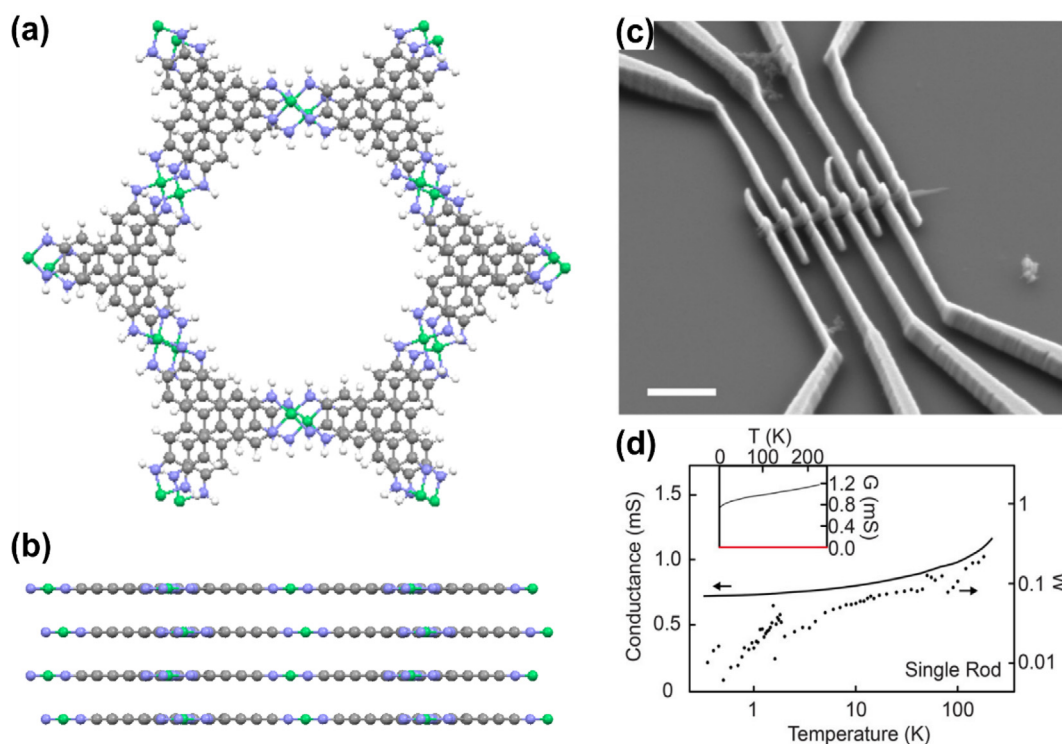 (a)
(b)
(c)
(d)
T (K)
0 100 200
1.2
0.8
0.4
0.0
G (mS)
Conductance (mS)
1.5
1.0
0.5
0
1
0.1
0.01
W
Single Rod
1 10 100
Temperature (K)